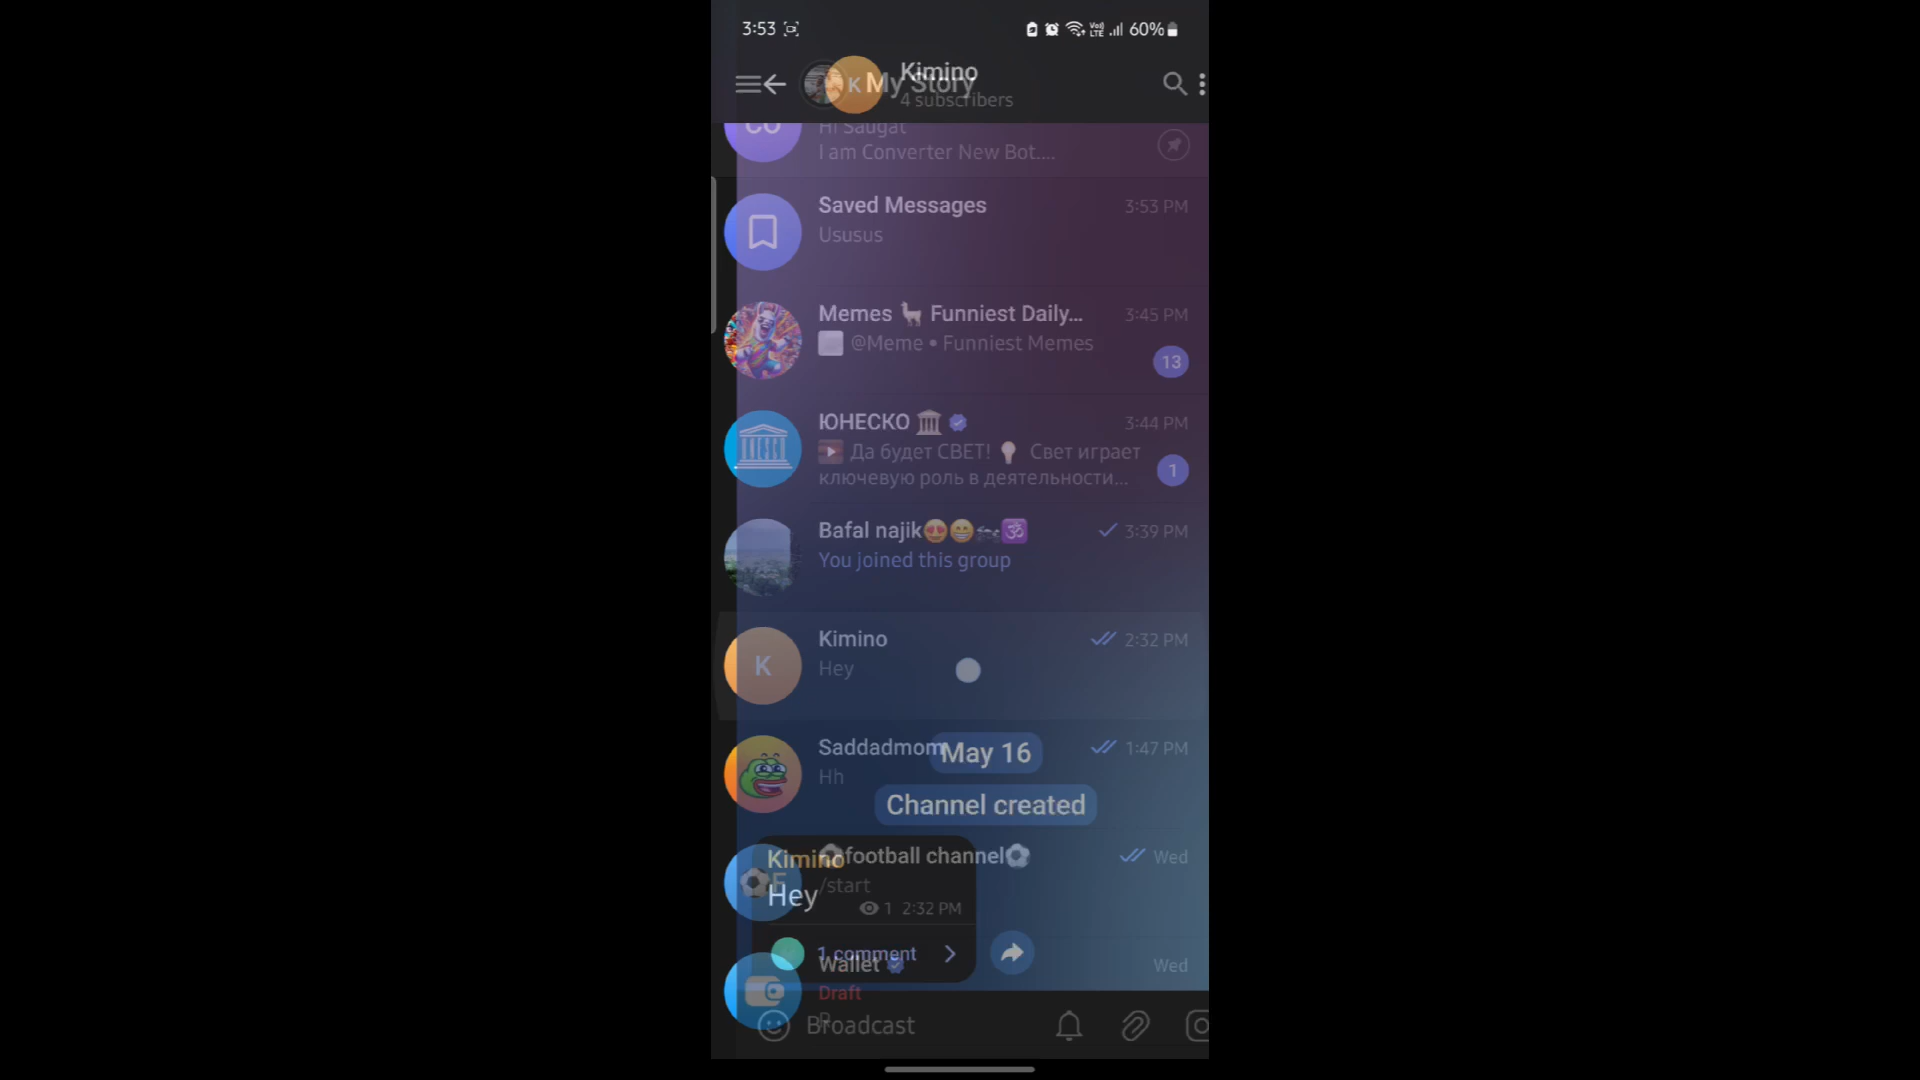 3:53
Vo)) LTE
60%
K
Kimino
My Story
4 subscribers
CO
Hi Saugat
I am Converter New Bot....
Saved Messages
3:53 PM
Ususus
Memes 🦙 Funniest Daily...
3:45 PM
@Meme • Funniest Memes
13
ЮНЕСКО 🏛
3:44 PM
Да будет СВЕТ! 💡 Свет играет
ключевую роль в деятельности...
1
UNESCO
Bafal najik😍😁🏍🕉
3:39 PM
You joined this group
K
Kimino
2:32 PM
Hey
Saddadmom
1:47 PM
Hh
May 16
Channel created
Kimino
⚽football channel⚽
Wed
⚽F
/start
Hey
1 2:32 PM
1 comment
Wallet
Wed
Draft
Broadcast